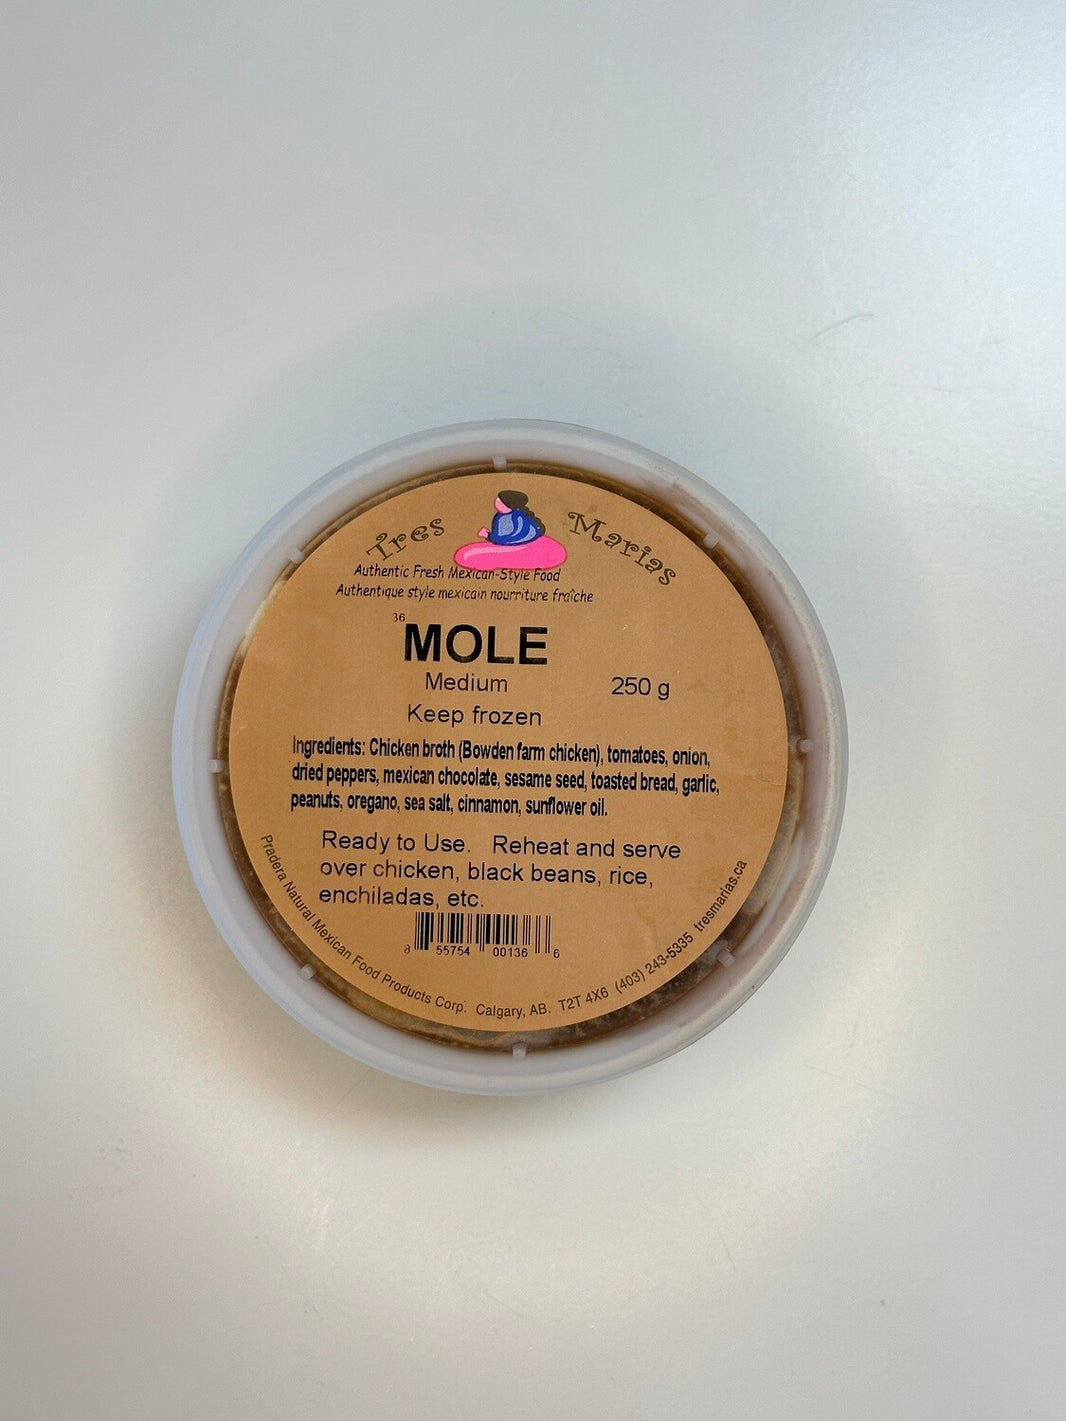 Tres Marias
Authentic Fresh Mexican-Style Food
Authentique style mexicain nourriture fraîche
36
MOLE
Medium
250 g
Keep frozen
Ingredients: Chicken broth (Bowden farm chicken), tomatoes, onion,
dried peppers, mexican chocolate, sesame seed, toasted bread, garlic,
peanuts, oregano, sea salt, cinnamon, sunflower oil.
Ready to Use. Reheat and serve
over chicken, black beans, rice,
enchiladas, etc.
8 55754 00136 6
Pradera Natural Mexican Food Products Corp. Calgary, AB. T2T 4X6 (403) 243-5335 tresmarias.ca